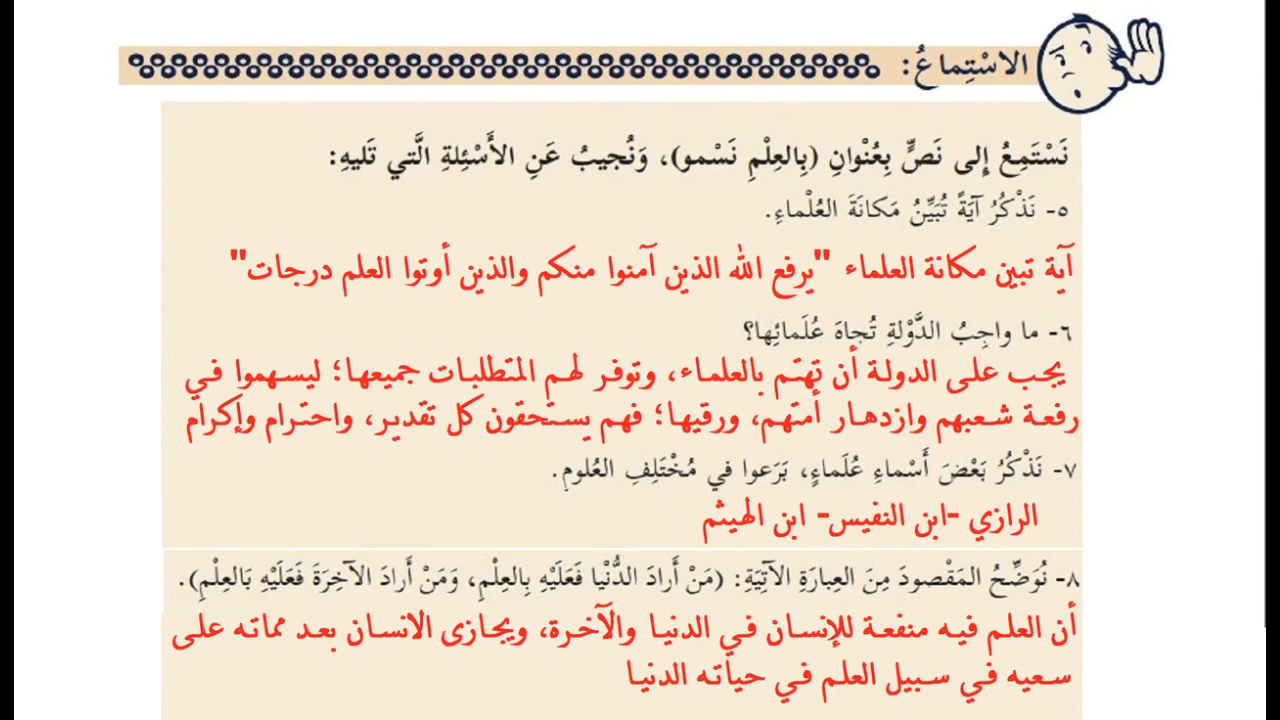 الاسْتِماعُ:
نَسْتَمِعُ إِلى نَصٍّ بِعُنْوانِ (بِالعِلْمِ نَسْمو)، وَنُجيبُ عَنِ الأَسْئِلةِ الَّتي تَليهِ:
٥- نَذْكُرُ آيَةً تُبَيِّنُ مَكانَةَ العُلْماءِ.
آية تبين مكانة العلماء "يرفع الله الذين آمنوا منكم والذين أوتوا العلم درجات"
٦- ما واجِبُ الدَّوْلةِ تُجاهَ عُلَمائِها؟
يجب على الدولة أن تهتم بالعلماء، وتوفر لهم المتطلبات جميعها؛ ليسهموا في
رفعة شعبهم وازدهار أمتهم، ورقيها؛ فهم يستحقون كل تقدير، واحترام وإكرام
٧- نَذْكُرُ بَعْضَ أَسْماءِ عُلَماءٍ، بَرَعوا في مُخْتَلِفِ العُلومِ.
الرازي -ابن النفيس- ابن الهيثم
٨- نُوَضِّحُ المَقْصودَ مِنَ العِبارَةِ الآتِيَةِ: (مَنْ أَرادَ الدُّنْيا فَعَلَيْهِ بِالعِلْمِ، وَمَنْ أَرادَ الآخِرَةَ فَعَلَيْهِ بَالعِلْمِ).
أن العلم فيه منفعة للإنسان في الدنيا والآخرة، ويجازى الانسان بعد مماته على
سعيه في سبيل العلم في حياته الدنيا